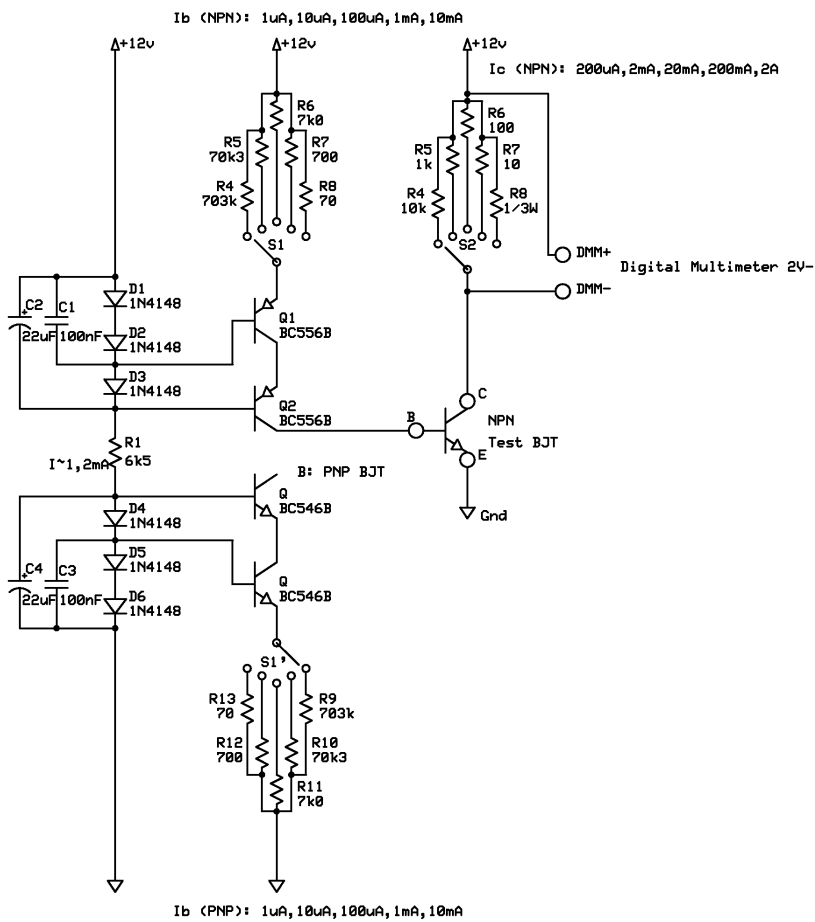 Ib (NPN): 1uA,10uA,100uA,1mA,10mA
+12v
+12v
+12v
Ic (NPN): 200uA,2mA,20mA,200mA,2A
R6
7k0
R5
70k3
R7
700
R4
703k
R8
70
S1
R6
100
R5
1k
R7
10
R4
10k
R8
1/3W
S2
DMM+
Digital Multimeter 2V-
DMM-
D1
1N4148
C2
22uF
C1
100nF
D2
1N4148
Q1
BC556B
D3
1N4148
Q2
BC556B
B
C
NPN
Test BJT
E
Gnd
R1
6k5
I~1,2mA
B: PNP BJT
Q
BC546B
D4
1N4148
D5
1N4148
C4
22uF
C3
100nF
Q
BC546B
D6
1N4148
S1'
R13
70
R9
703k
R12
700
R10
70k3
R11
7k0
Ib (PNP): 1uA,10uA,100uA,1mA,10mA